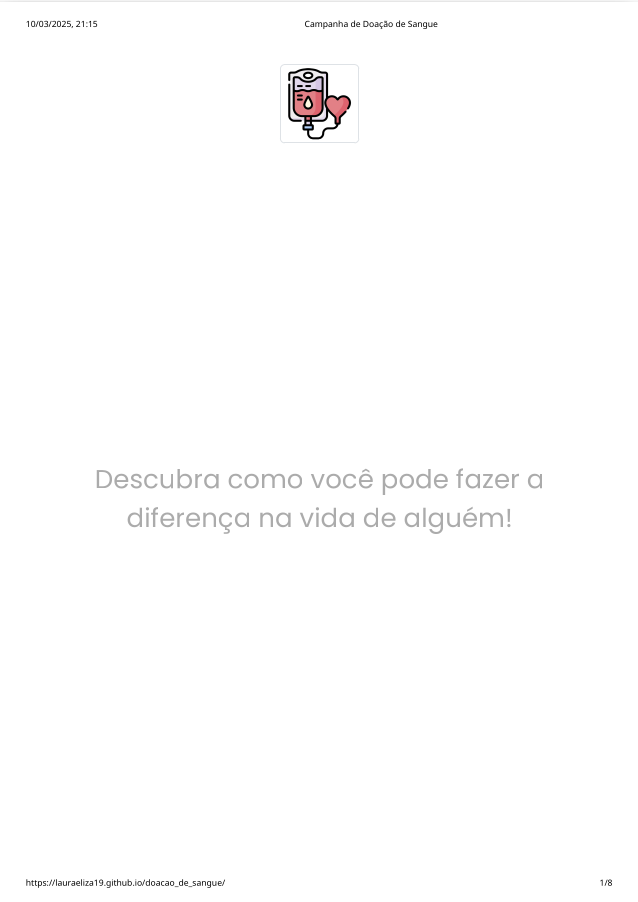 10/03/2025, 21:15 Campanha de Doação de Sangue
Descubra como você pode fazer a
diferença na vida de alguém!
https://lauraeliza19.github.io/doacao_de_sangue/ 1/8